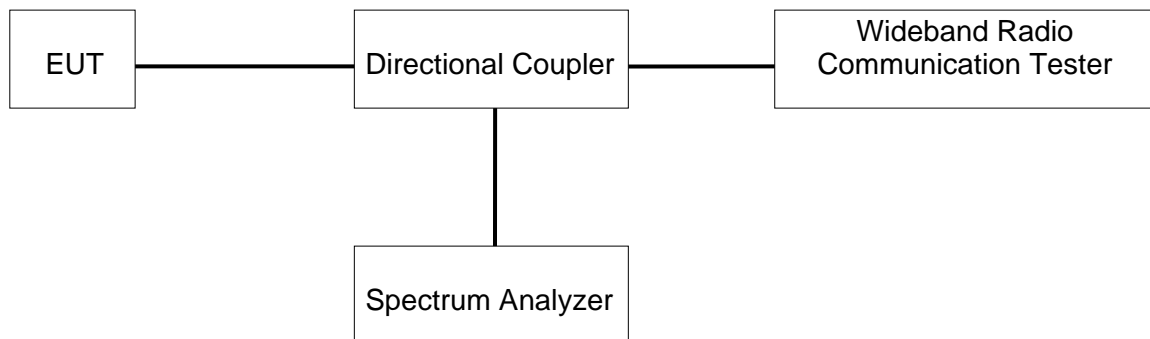 EUT
Directional Coupler
Wideband Radio
Communication Tester
Spectrum Analyzer